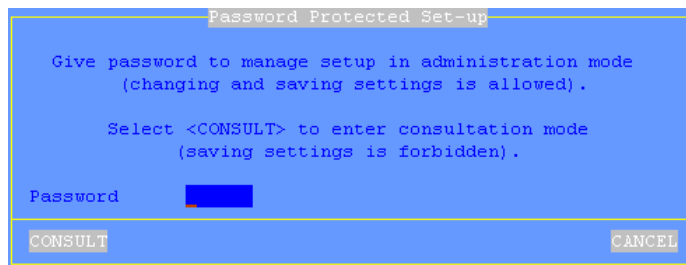 Password Protected Set-up
Give password to manage setup in administration mode
(changing and saving settings is allowed).
Select <CONSULT> to enter consultation mode
(saving settings is forbidden).
Password
CONSULT CANCEL